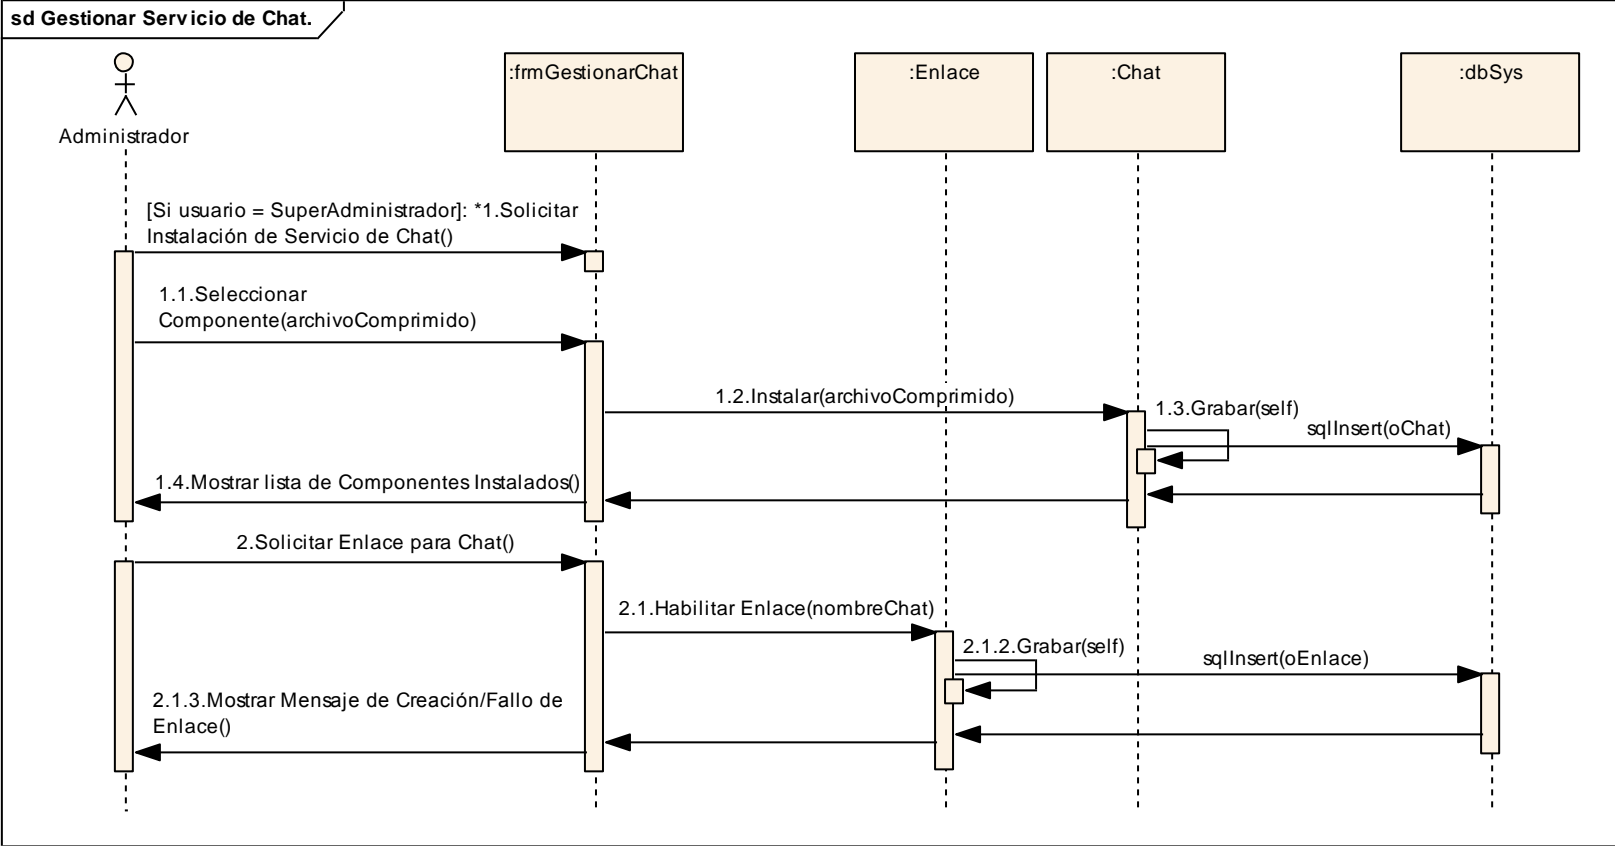 sd Gestionar Servicio de Chat.
:frmGestionarChat
:Enlace
:Chat
:dbSys
Administrador
[Si usuario = SuperAdministrador]: *1.Solicitar
Instalación de Servicio de Chat()
1.1.Seleccionar
Componente(archivoComprimido)
1.2.Instalar(archivoComprimido)
1.3.Grabar(self)
sqlInsert(oChat)
1.4.Mostrar lista de Componentes Instalados()
2.Solicitar Enlace para Chat()
2.1.Habilitar Enlace(nombreChat)
2.1.2.Grabar(self)
sqlInsert(oEnlace)
2.1.3.Mostrar Mensaje de Creación/Fallo de
Enlace()